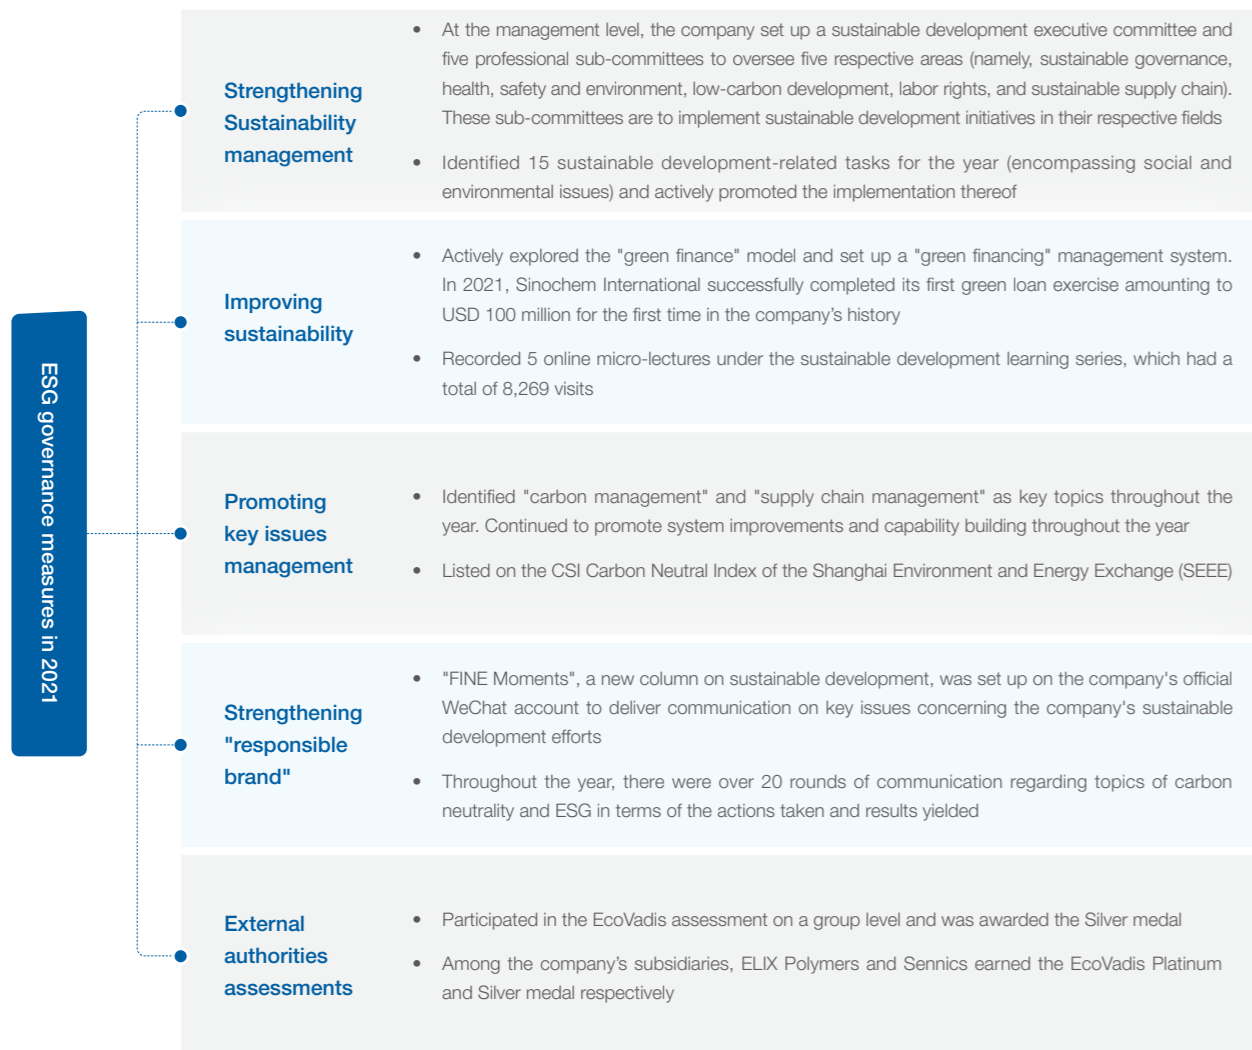 ESG governance measures in 2021
Strengthening
Sustainability
management
• At the management level, the company set up a sustainable development executive committee and
five professional sub-committees to oversee five respective areas (namely, sustainable governance,
health, safety and environment, low-carbon development, labor rights, and sustainable supply chain).
These sub-committees are to implement sustainable development initiatives in their respective fields
• Identified 15 sustainable development-related tasks for the year (encompassing social and
environmental issues) and actively promoted the implementation thereof
Improving
sustainability
• Actively explored the "green finance" model and set up a "green financing" management system.
In 2021, Sinochem International successfully completed its first green loan exercise amounting to
USD 100 million for the first time in the company’s history
• Recorded 5 online micro-lectures under the sustainable development learning series, which had a
total of 8,269 visits
Promoting
key issues
management
• Identified "carbon management" and "supply chain management" as key topics throughout the
year. Continued to promote system improvements and capability building throughout the year
• Listed on the CSI Carbon Neutral Index of the Shanghai Environment and Energy Exchange (SEEE)
Strengthening
"responsible
brand"
• "FINE Moments", a new column on sustainable development, was set up on the company's official
WeChat account to deliver communication on key issues concerning the company's sustainable
development efforts
• Throughout the year, there were over 20 rounds of communication regarding topics of carbon
neutrality and ESG in terms of the actions taken and results yielded
External
authorities
assessments
• Participated in the EcoVadis assessment on a group level and was awarded the Silver medal
• Among the company’s subsidiaries, ELIX Polymers and Sennics earned the EcoVadis Platinum
and Silver medal respectively